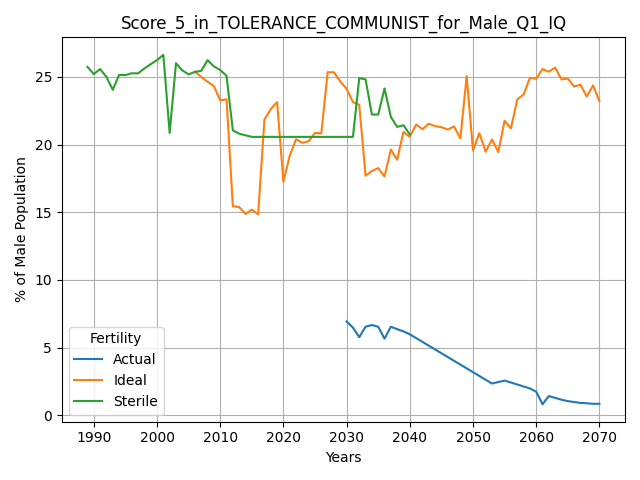 Score_5_in_TOLERANCE_COMMUNIST_for_Male_Q1_IQ
% of Male Population
25
20
15
10
5
0
Fertility
Actual
Ideal
Sterile
1990 2000 2010 2020 2030 2040 2050 2060 2070
Years